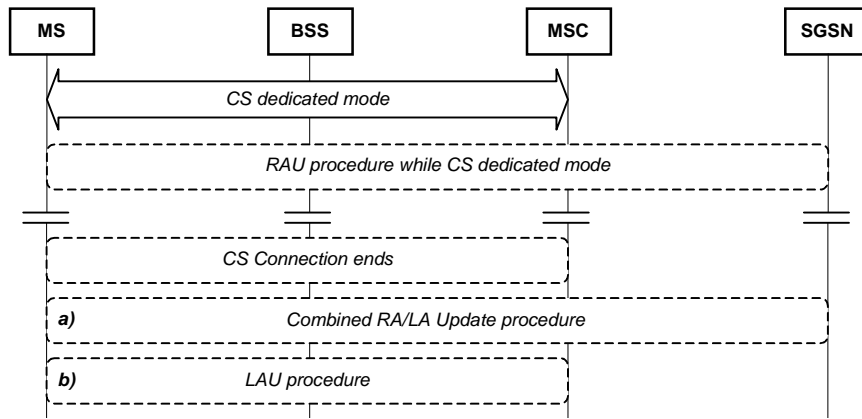 MS BSS MSC SGSN
CS dedicated mode
RAU procedure while CS dedicated mode
CS Connection ends
a) Combined RA/LA Update procedure
b) LAU procedure